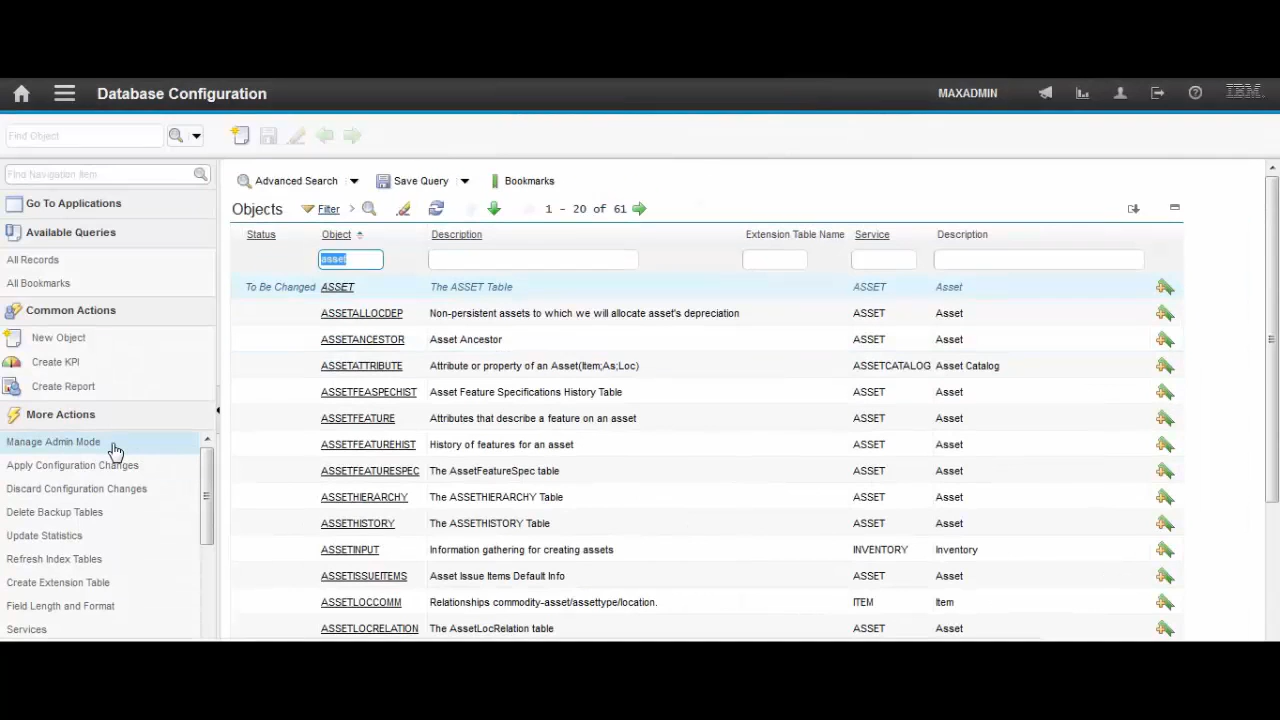 Database Configuration
MAXADMIN
IBM.
Find Object
Find Navigation Item
Go To Applications
Available Queries
All Records
All Bookmarks
Common Actions
New Object
Create KPI
Create Report
More Actions
Manage Admin Mode
Apply Configuration Changes
Discard Configuration Changes
Delete Backup Tables
Update Statistics
Refresh Index Tables
Create Extension Table
Field Length and Format
Services
Advanced Search Save Query Bookmarks
Objects Filter 1 - 20 of 61
Status Object Description Extension Table Name Service Description
asset
To Be Changed ASSET The ASSET Table ASSET Asset
ASSETALLOCDEP Non-persistent assets to which we will allocate asset's depreciation ASSET Asset
ASSETANCESTOR Asset Ancestor ASSET Asset
ASSETATTRIBUTE Attribute or property of an Asset(Item;As;Loc) ASSETCATALOG Asset Catalog
ASSETFEASPECHIST Asset Feature Specifications History Table ASSET Asset
ASSETFEATURE Attributes that describe a feature on an asset ASSET Asset
ASSETFEATUREHIST History of features for an asset ASSET Asset
ASSETFEATURESPEC The AssetFeatureSpec table ASSET Asset
ASSETHIERARCHY The ASSETHIERARCHY Table ASSET Asset
ASSETHISTORY The ASSETHISTORY Table ASSET Asset
ASSETINPUT Information gathering for creating assets INVENTORY Inventory
ASSETISSUEITEMS Asset Issue Items Default Info ASSET Asset
ASSETLOCCOMM Relationships commodity-asset/assettype/location. ITEM Item
ASSETLOCRELATION The AssetLocRelation table ASSET Asset